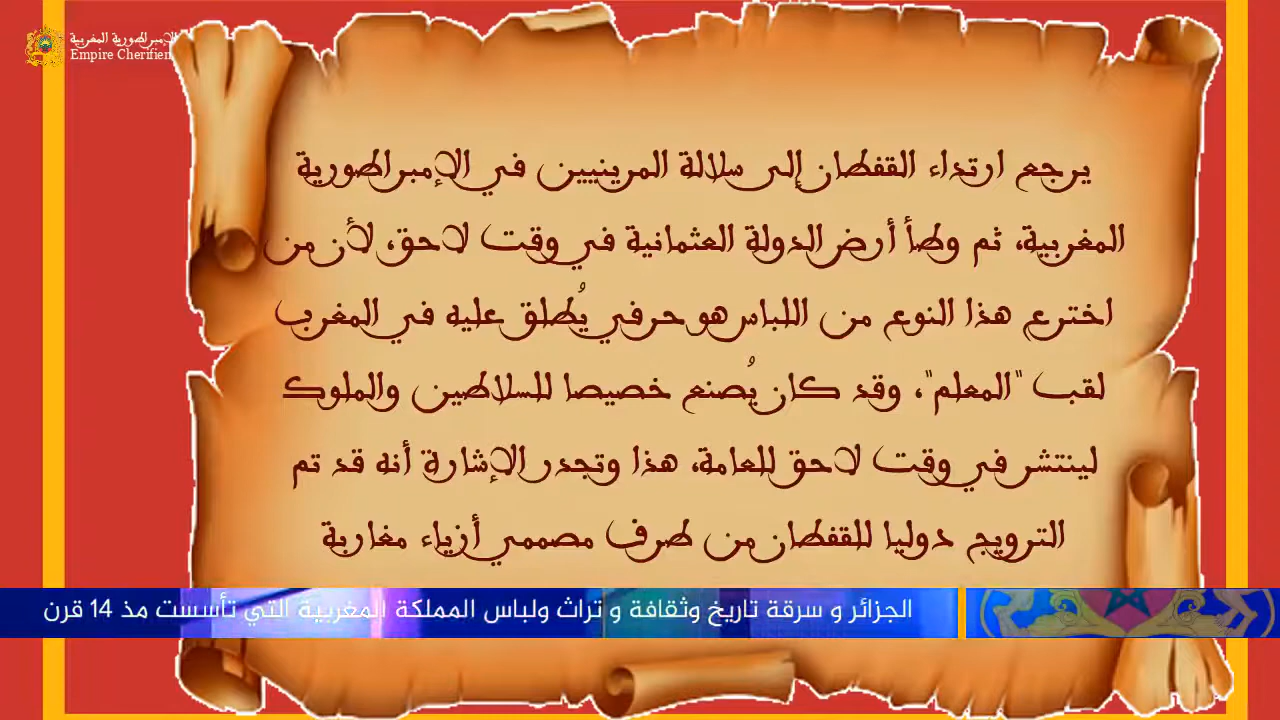 الإمبراطورية المغربية
Empire Cherifien
يرجع ارتداء القفطان إلى سلالة المرينيين في الإمبراطورية
المغربية، ثم وطأ أرض الدولة العثمانية في وقت لاحق، لأن من
اخترع هذا النوع من اللباس هو حرفي يُطلق عليه في المغرب
لقب "المعلم"، وقد كان يُصنع خصيصا للسلاطين والملوك
لينتشر في وقت لاحق للعامة، هذا وتجدر الإشارة أنه قد تم
الترويج دوليا للقفطان من طرف مصممي أزياء مغاربة
الجزائر و سرقة تاريخ وثقافة و تراث ولباس المملكة المغربية التي تأسست مذ 14 قرن